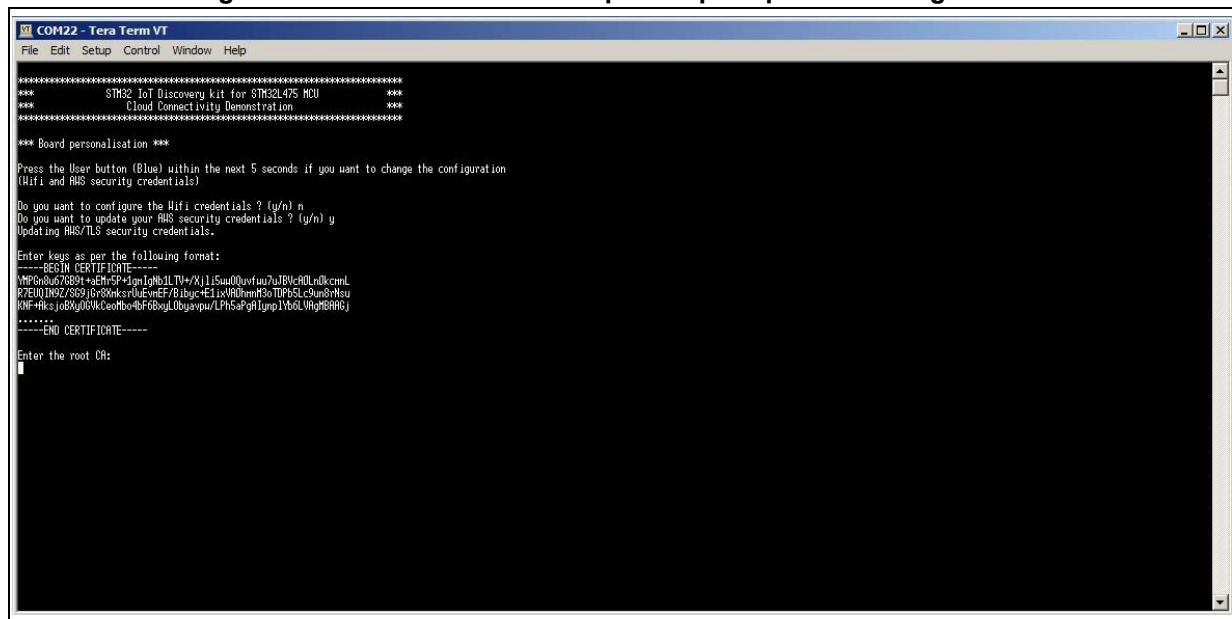 COM22 - Tera Term VT
File Edit Setup Control Window Help
*****************************************************************************
*** STM32 IoT Discovery kit for STM32L475 MCU ***
*** Cloud Connectivity Demonstration ***
*****************************************************************************
*** Board personalisation ***
Press the User button (Blue) within the next 5 seconds if you want to change the configuration
(Wifi and AWS security credentials)
Do you want to configure the Wifi credentials ? (y/n) n
Do you want to update your AWS security credentials ? (y/n) y
Updating AWS/TLS security credentials.
Enter keys as per the following format:
-----BEGIN CERTIFICATE-----
.......
-----END CERTIFICATE-----
Enter the root CA: